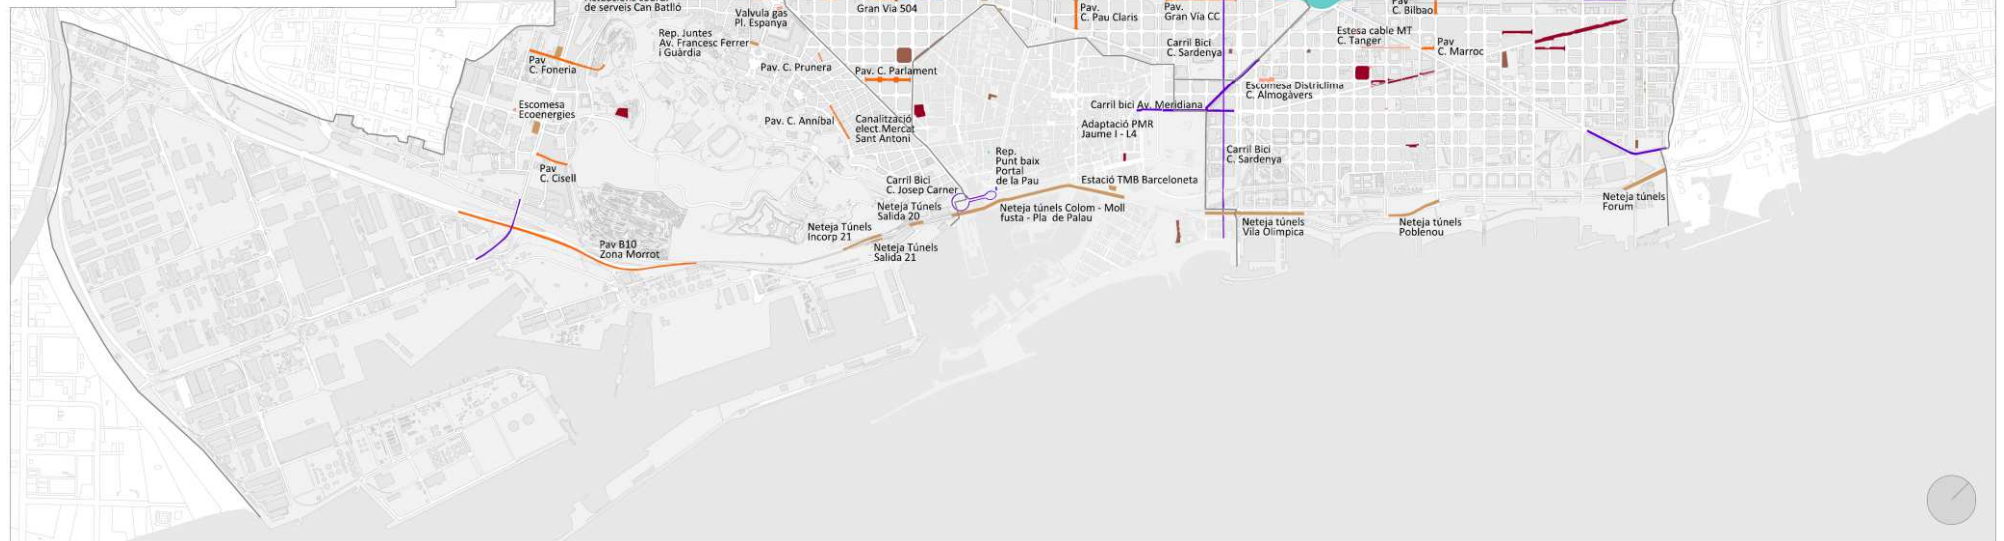 de serveis Can Batlló
Valvula gas
Pl. Espanya
Gran Via 504
Pav.
C. Pau Claris
Pav.
Gran Vía CC
Pav
C. Bilbao
Rep. Juntes
Av. Francesc Ferrer
i Guàrdia
Carril Bici
C. Sardenya
Estesa cable MT
C. Tanger
Pav
C. Marroc
Pav
C. Foneria
Pav. C. Prunera
Pav. C. Parlament
Escomesa Districlima
C. Almogàvers
Escomesa
Ecoenergies
Carril bici Av. Meridiana
Pav. C. Anníbal
Canalització
elect.Mercat
Sant Antoni
Adaptació PMR
Jaume I - L4
Rep.
Punt baix
Portal
de la Pau
Carril Bici
C. Sardenya
Pav
C. Cisell
Carril Bici
C. Josep Carner
Estació TMB Barceloneta
Neteja túnels
Forum
Neteja Túnels
Salida 20
Neteja túnels Colom - Moll
fusta - Pla de Palau
Neteja Túnels
Incorp 21
Neteja túnels
Vila Olimpica
Neteja túnels
Poblenou
Pav B10
Zona Morrot
Neteja Túnels
Salida 21